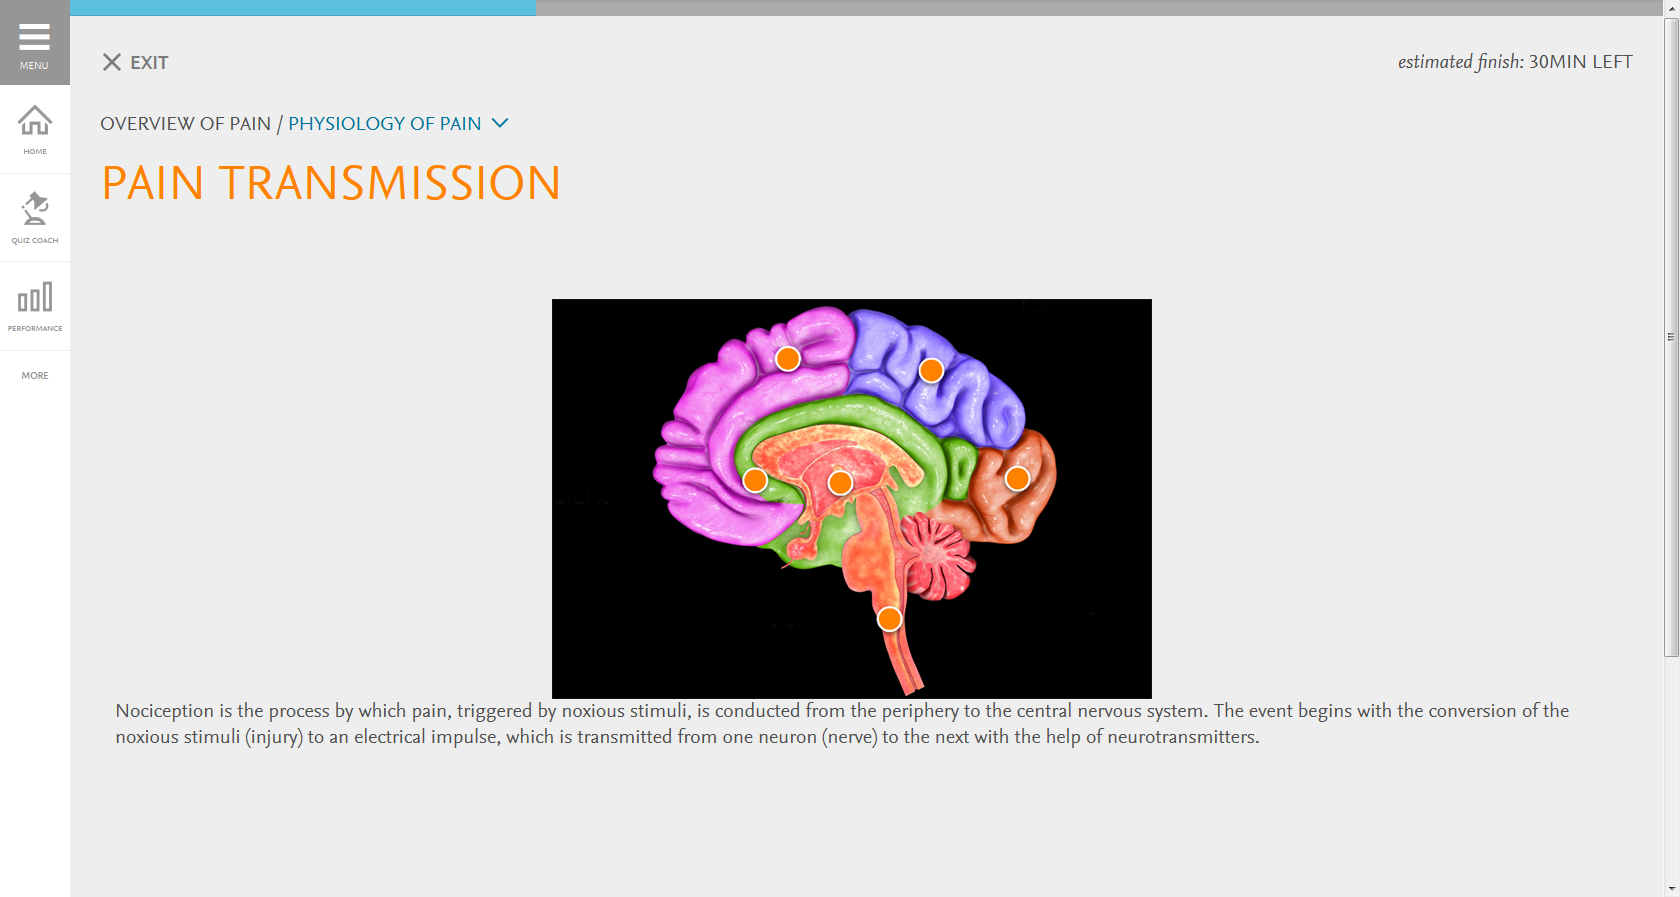 MENU
EXIT
estimated finish: 30MIN LEFT
HOME
OVERVIEW OF PAIN / PHYSIOLOGY OF PAIN
PAIN TRANSMISSION
QUIZ COACH
PERFORMANCE
MORE
Nociception is the process by which pain, triggered by noxious stimuli, is conducted from the periphery to the central nervous system. The event begins with the conversion of the
noxious stimuli (injury) to an electrical impulse, which is transmitted from one neuron (nerve) to the next with the help of neurotransmitters.